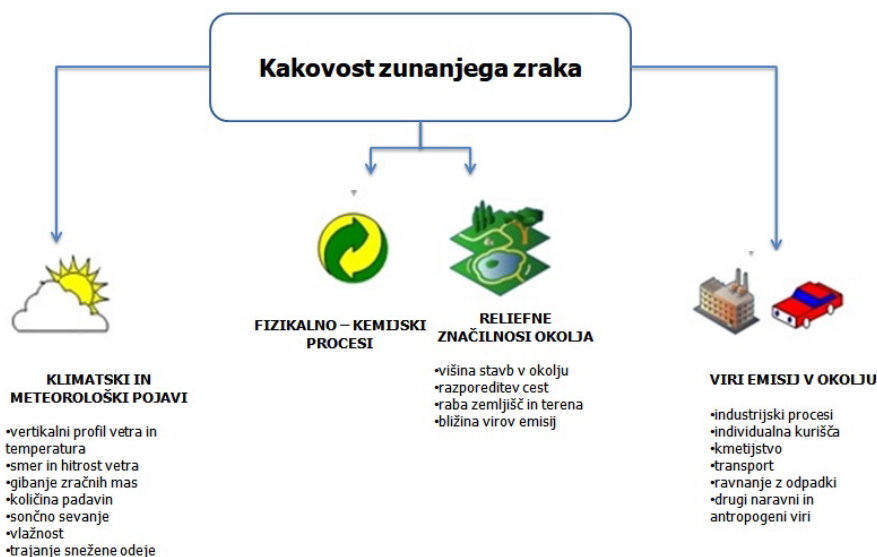 Kakovost zunanjega zraka
KLIMATSKI IN
METEOROLOŠKI POJAVI
•vertikalni profil vetra in
temperatura
•smer in hitrost vetra
•gibanje zračnih mas
•količina padavin
•sončno sevanje
•vlažnost
•trajanje snežene odeje
FIZIKALNO – KEMIJSKI
PROCESI
RELIEFNE
ZNAČILNOSI OKOLJA
•višina stavb v okolju
•razporeditev cest
•raba zemljišč in terena
•bližina virov emisij
VIRI EMISIJ V OKOLJU
•industrijski procesi
•individualna kurišča
•kmetijstvo
•transport
•ravnanje z odpadki
•drugi naravni in
antropogeni viri